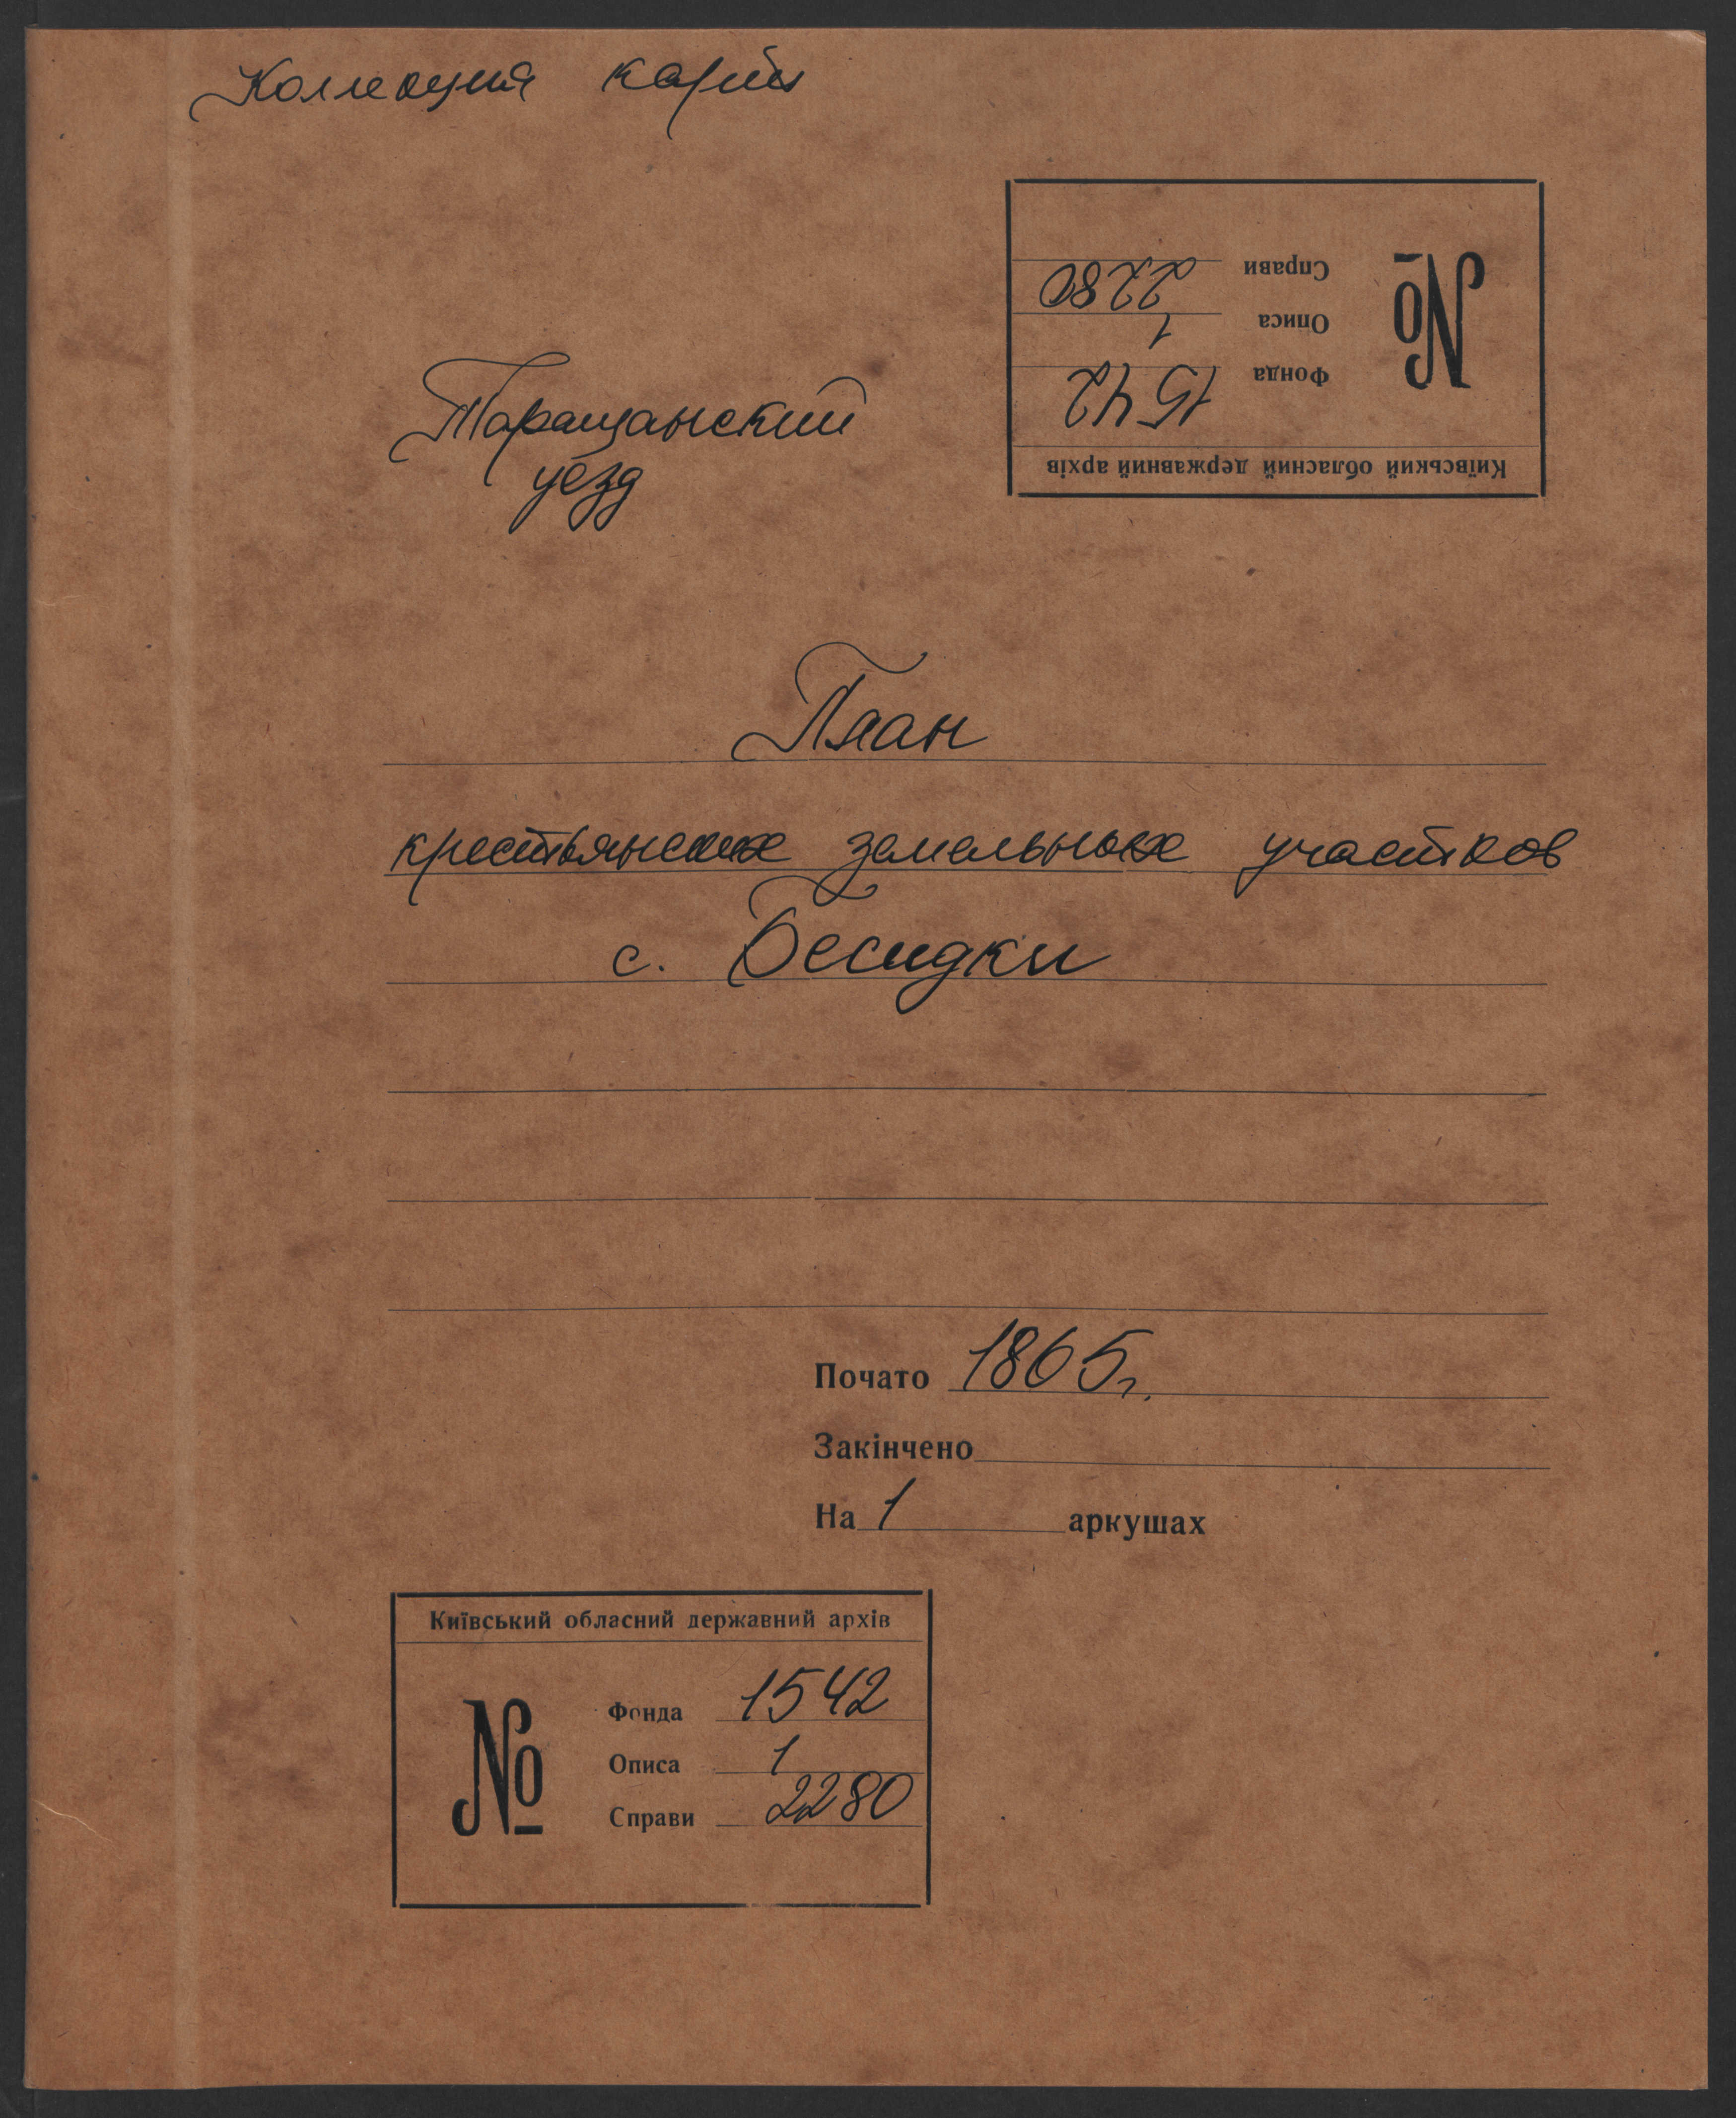 Коллекция карт
Київський обласний державний архів
№
Фонда 1542
Описа 1
Справи 2280
Таращанский
уезд
План
крестьянских земельных участков
с. Бесидки
Почато 1865г.
Закінчено
На 1 аркушах
Київський обласний державний архів
№
Фонда 1542
Описа 1
Справи 2280